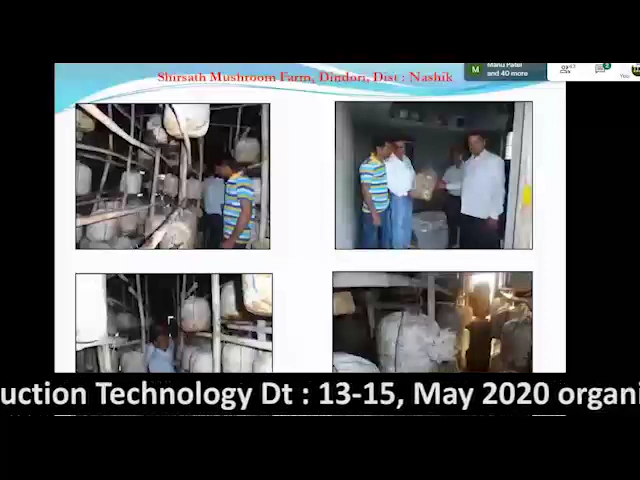 Shirsath Mushroom Farm, Dindori, Dist : Nashik
M
Manu Patel
and 40 more
You
uction Technology Dt : 13-15, May 2020 organi